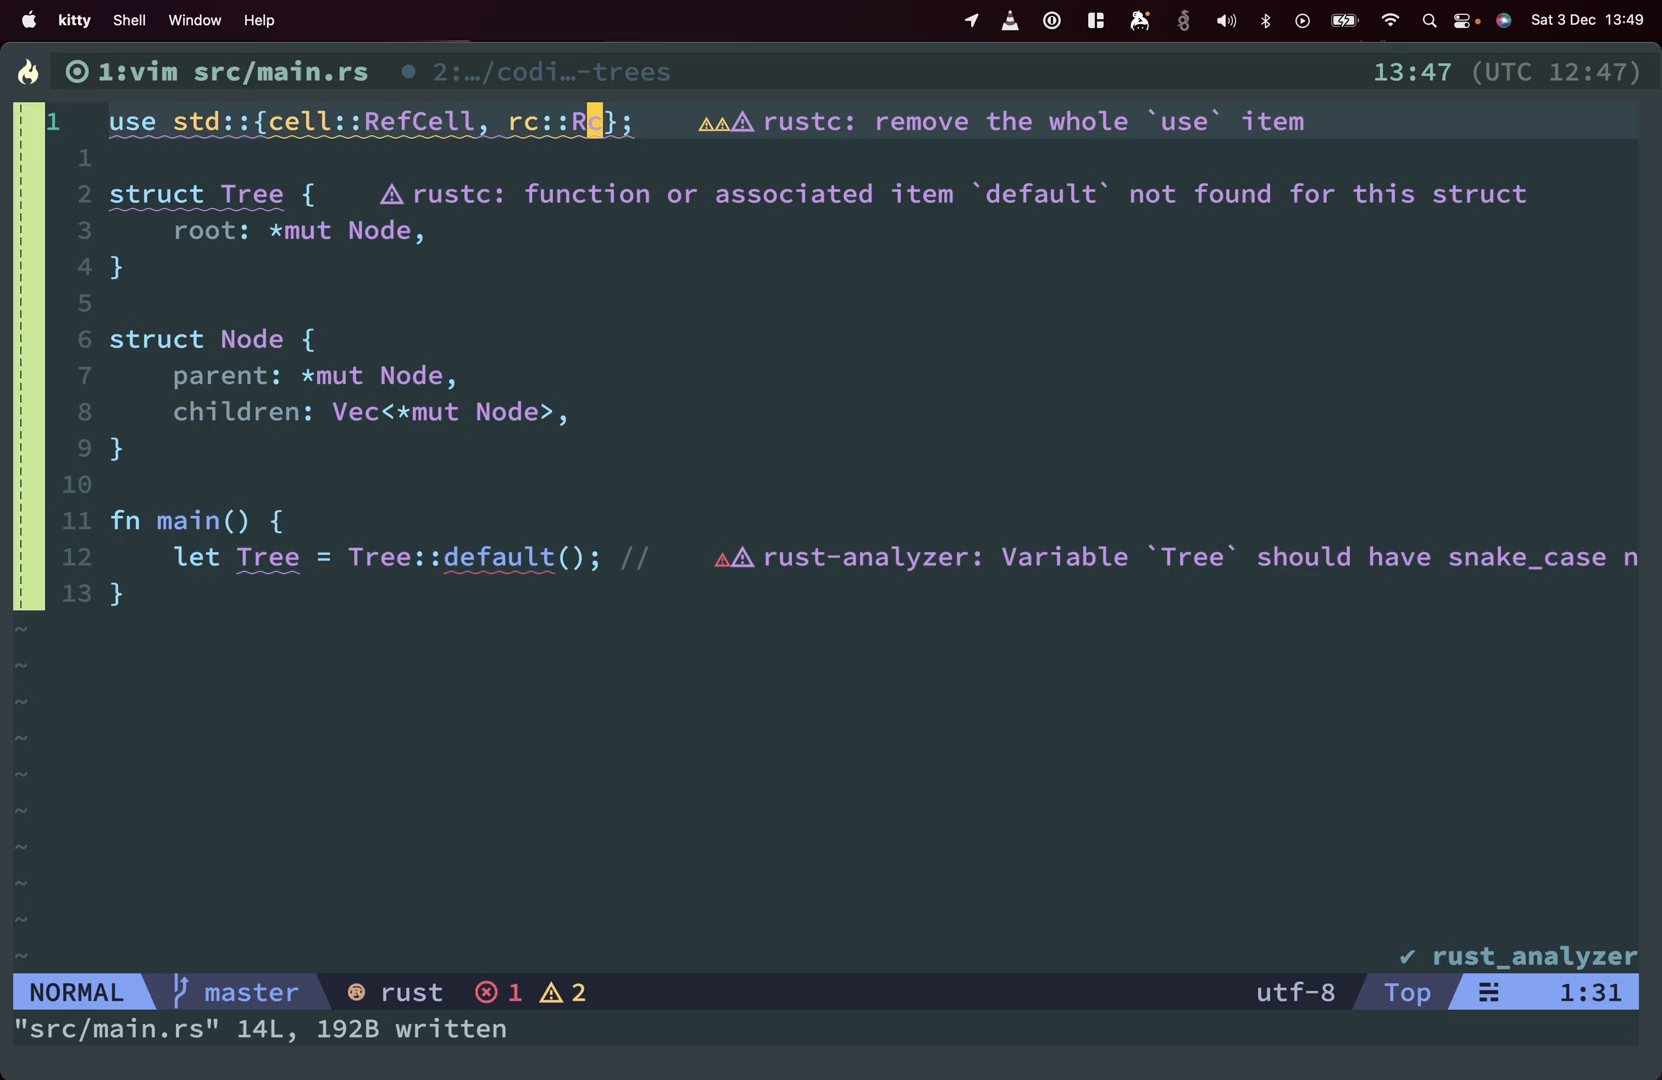 kitty Shell Window Help Sat 3 Dec 13:49
1:vim src/main.rs 2:…/codi…-trees 13:47 (UTC 12:47)
1 use std::{cell::RefCell, rc::Rc}; rustc: remove the whole `use` item
1
2 struct Tree { rustc: function or associated item `default` not found for this struct
3 root: *mut Node,
4 }
5
6 struct Node {
7 parent: *mut Node,
8 children: Vec<*mut Node>,
9 }
10
11 fn main() {
12 let Tree = Tree::default(); // rust-analyzer: Variable `Tree` should have snake_case n
13 }
~
~
~
~
~
~
~
~
~
~
✔ rust_analyzer
NORMAL master rust 1 2 utf-8 Top 1:31
"src/main.rs" 14L, 192B written